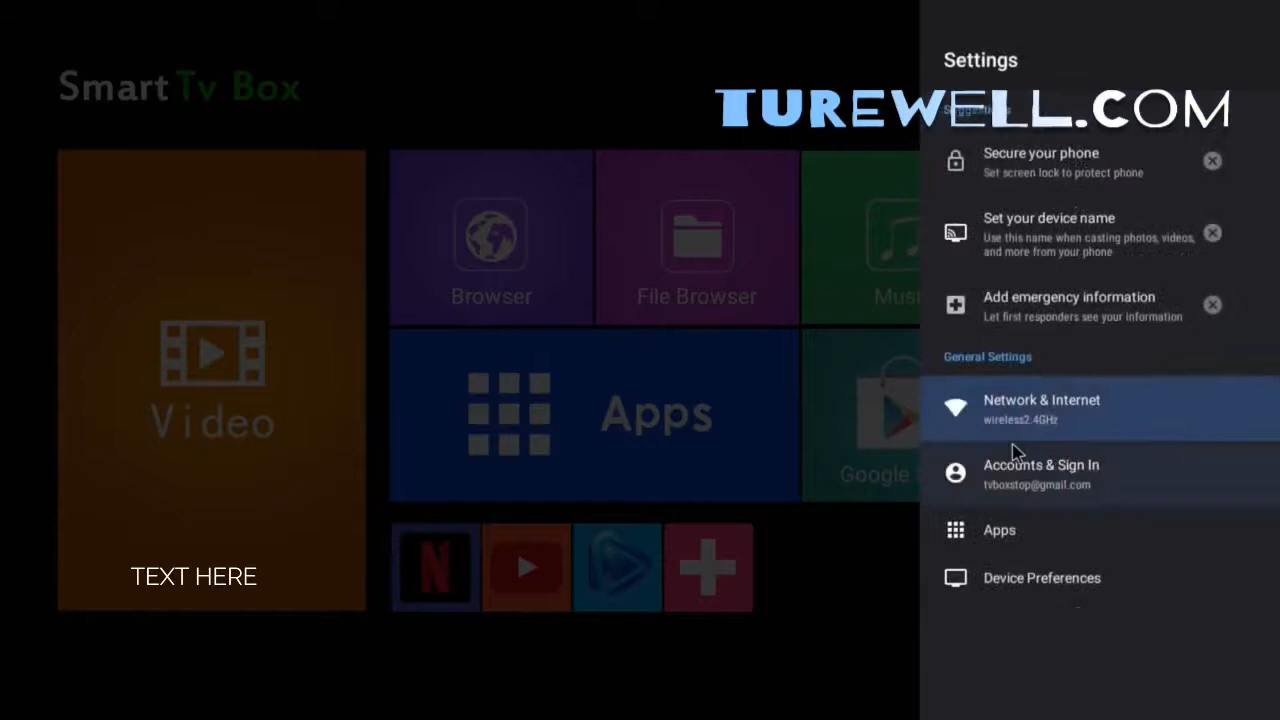 Smart Tv Box
Settings
TUREWELL.COM
Suggestions
Secure your phone
Set screen lock to protect phone
Set your device name
Use this name when casting photos, videos,
and more from your phone
Add emergency information
Let first responders see your information
General Settings
Network & Internet
wireless2.4GHz
Accounts & Sign In
tvboxstop@gmail.com
Apps
Device Preferences
Browser
File Browser
Video
Apps
Google
N
TEXT HERE